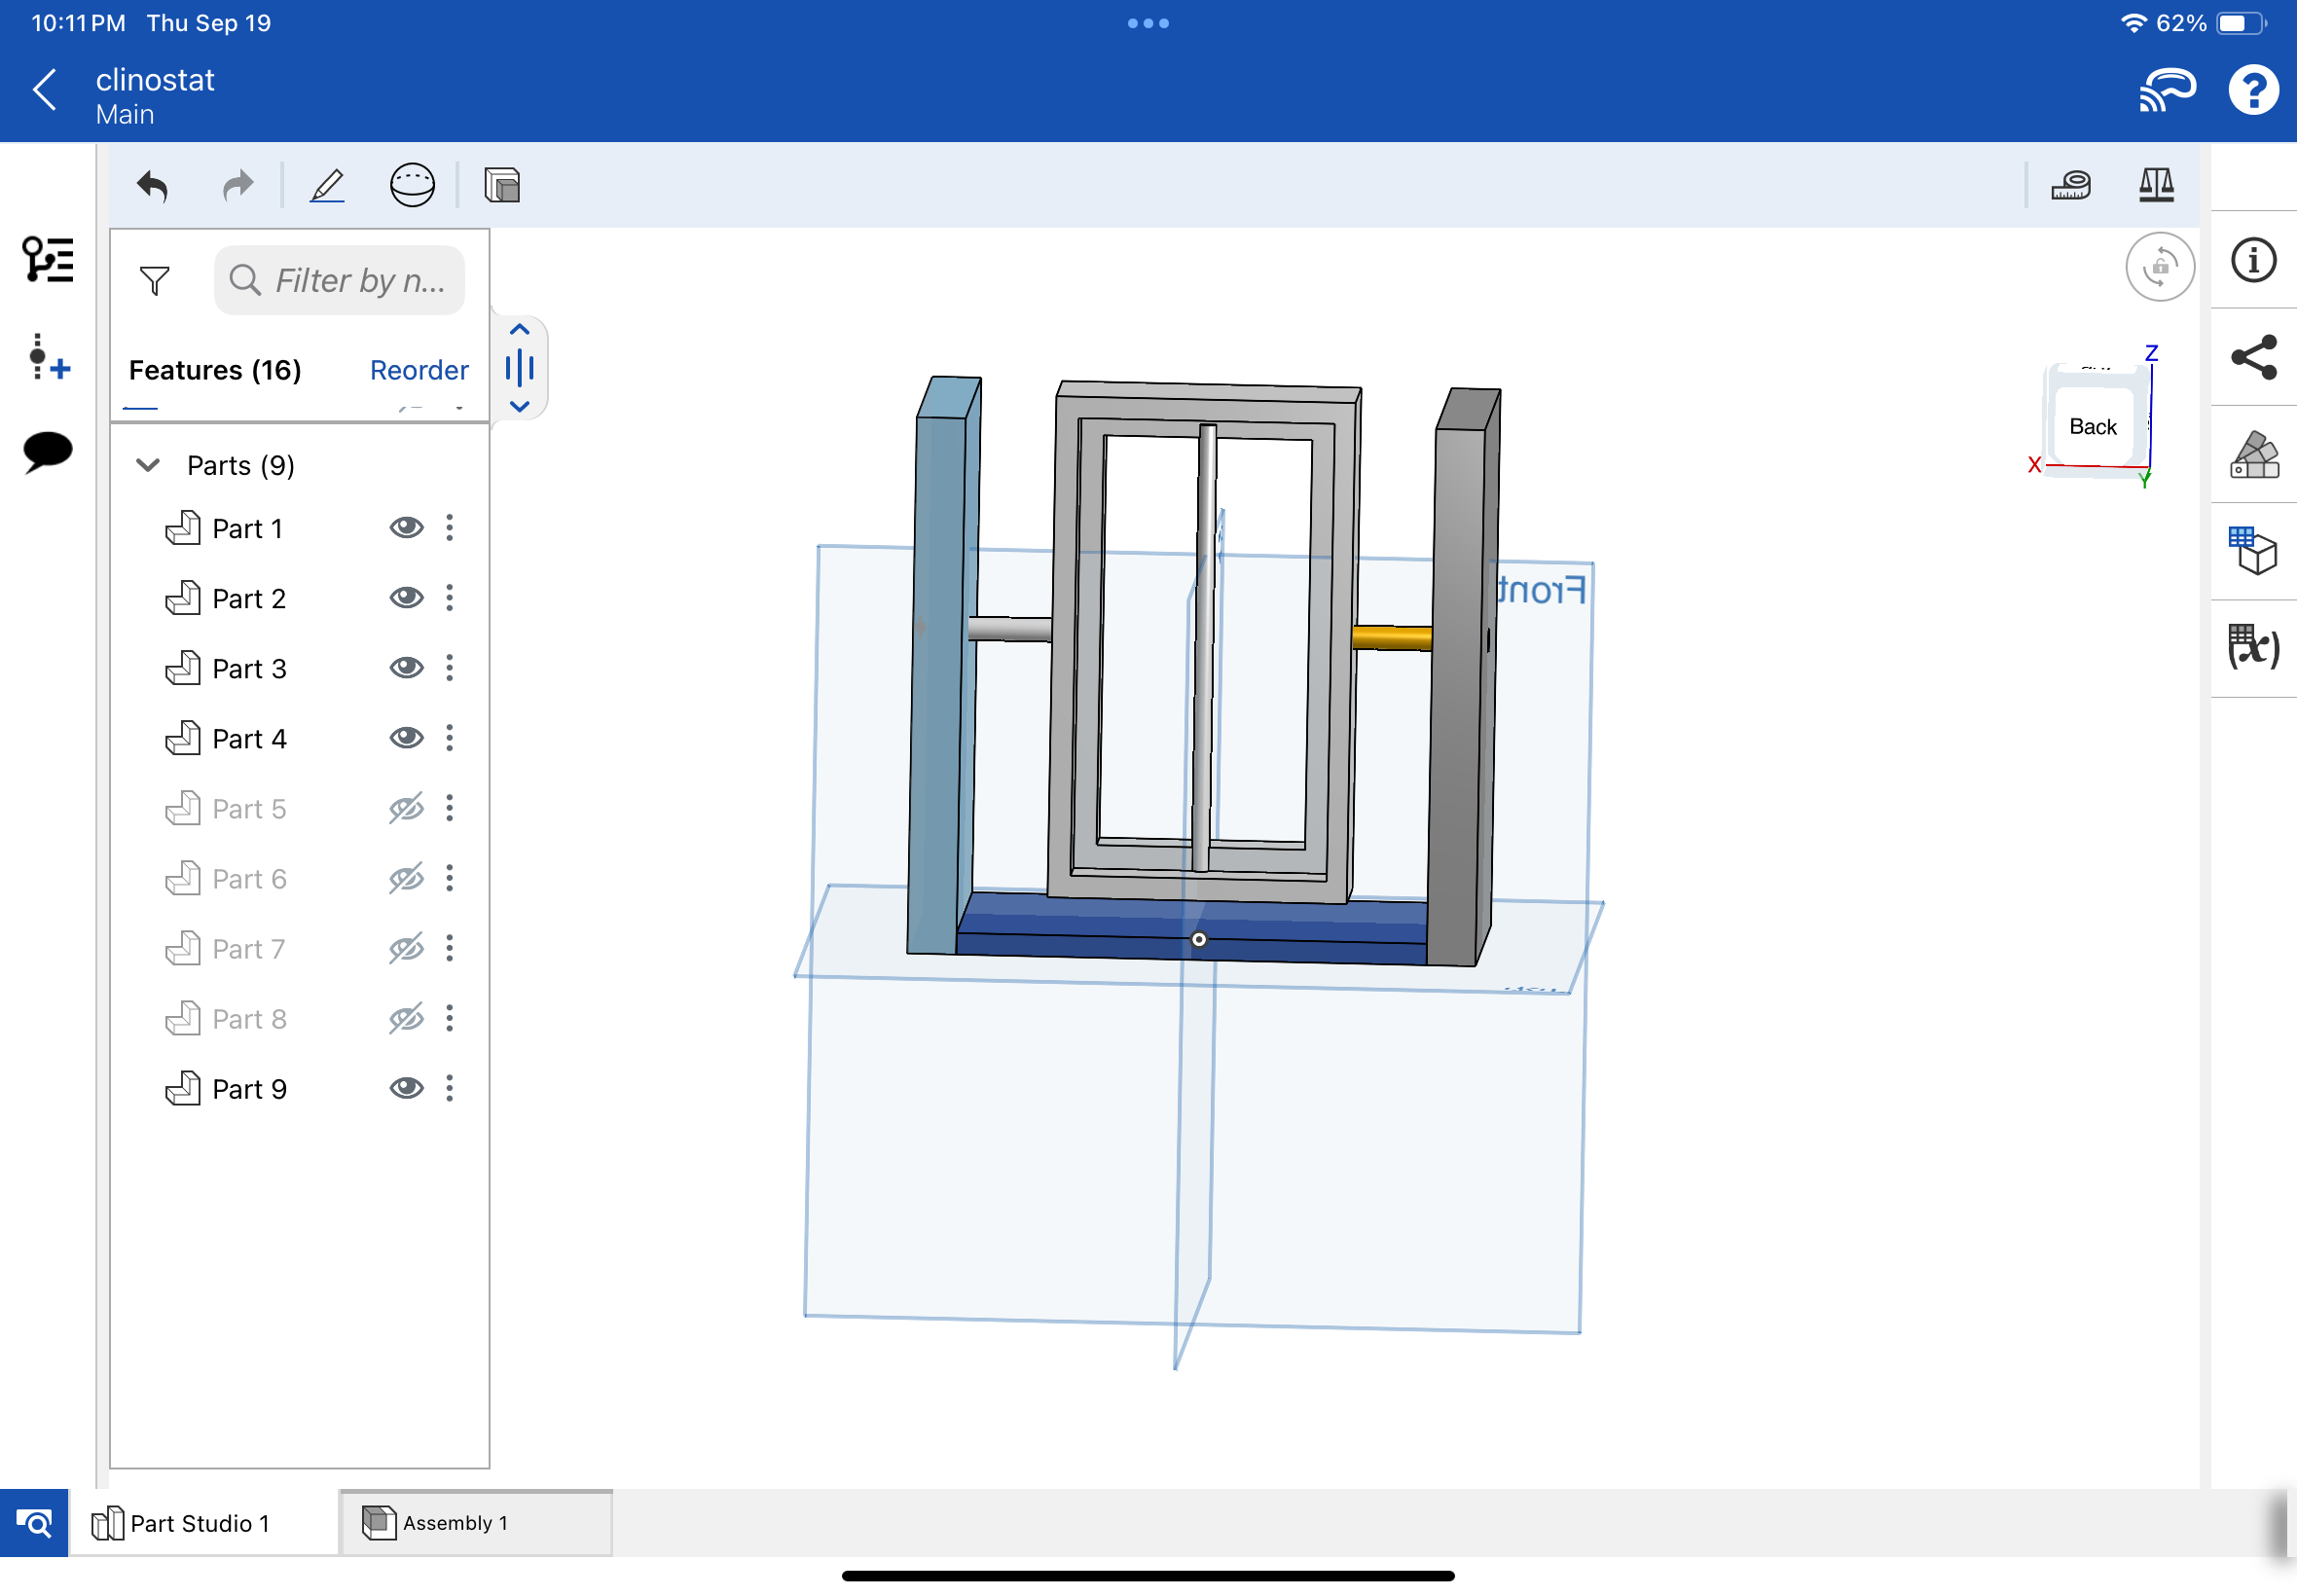 10:11 PM Thu Sep 19
62%
clinostat
Main
Filter by n...
Features (16) Reorder
Parts (9)
Part 1
Part 2
Part 3
Part 4
Part 5
Part 6
Part 7
Part 8
Part 9
Front
Z
Back
X
Y
(x)
Part Studio 1
Assembly 1